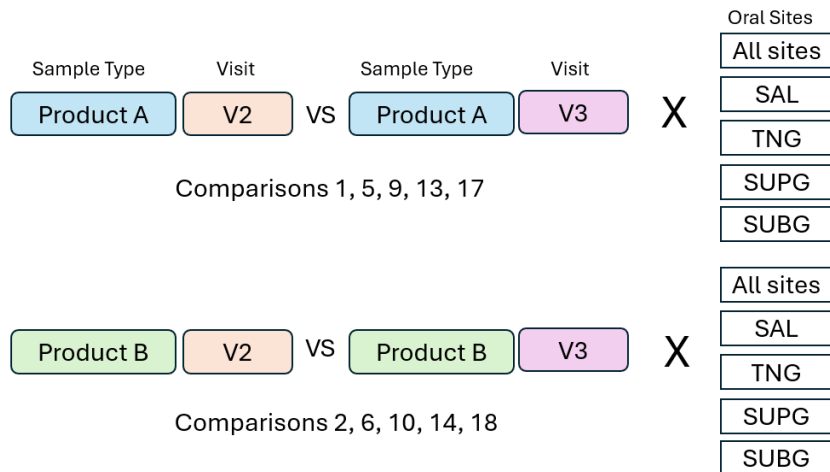 Oral Sites
All sites
Sample Type Visit Sample Type Visit
Product A V2 VS Product A V3 X
SAL
TNG
SUPG
SUBG
Comparisons 1, 5, 9, 13, 17
All sites
SAL
Product B V2 VS Product B V3 X
TNG
SUPG
SUBG
Comparisons 2, 6, 10, 14, 18